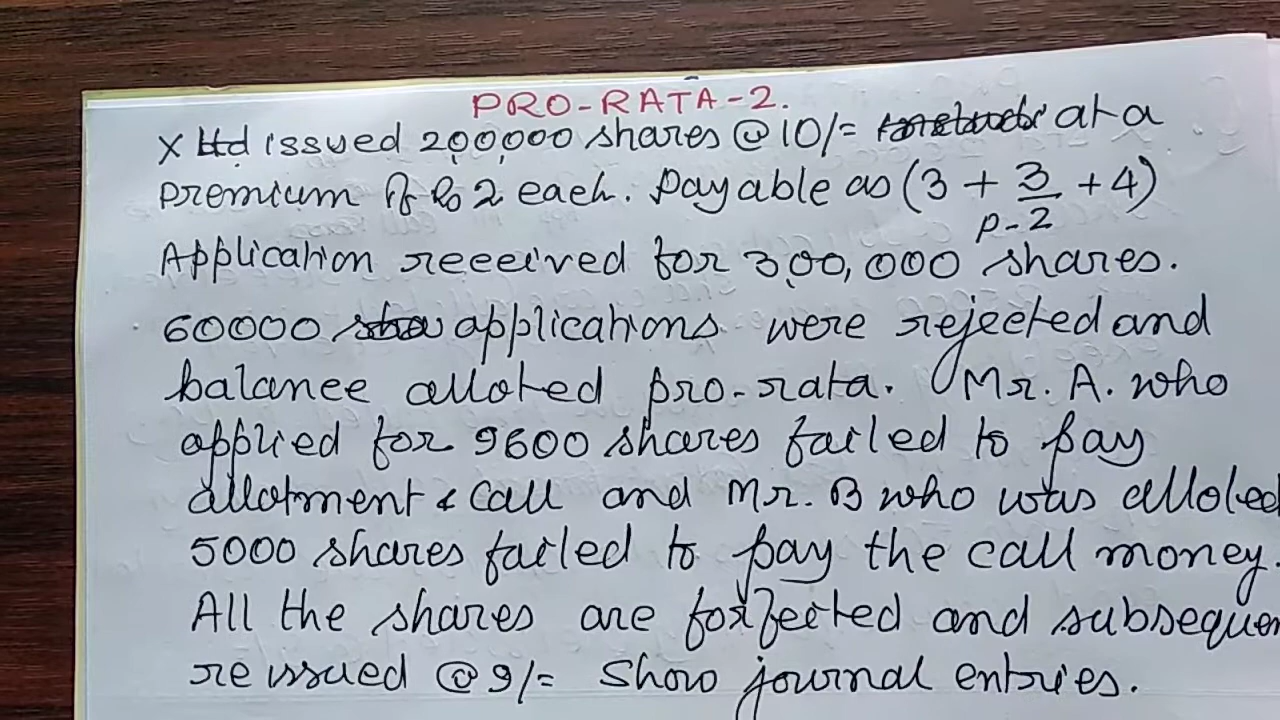 PRO-RATA-2.
X Ltd issued 200,000 shares @ 10/= at a
premium of Rs 2 each. Payable as (3 + 3/P-2 + 4)
Application received for 300,000 shares.
60000 applications were rejected and
balance alloted pro-rata. Mr. A. who
applied for 9600 shares failed to pay
allotment & call and Mr. B who was alloted
5000 shares failed to pay the call money.
All the shares are forfeited and subsequen
reissued @ 9/= Show journal entries.